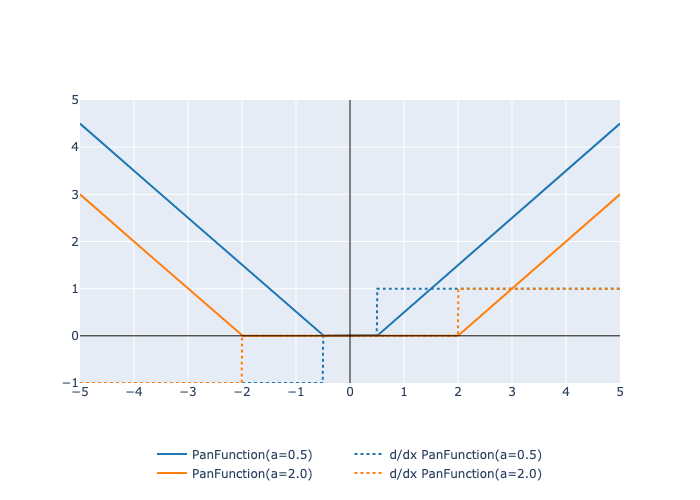 5
4
3
2
1
0
−1
−5 −4 −3 −2 −1 0 1 2 3 4 5
PanFunction(a=0.5) d/dx PanFunction(a=0.5)
PanFunction(a=2.0) d/dx PanFunction(a=2.0)